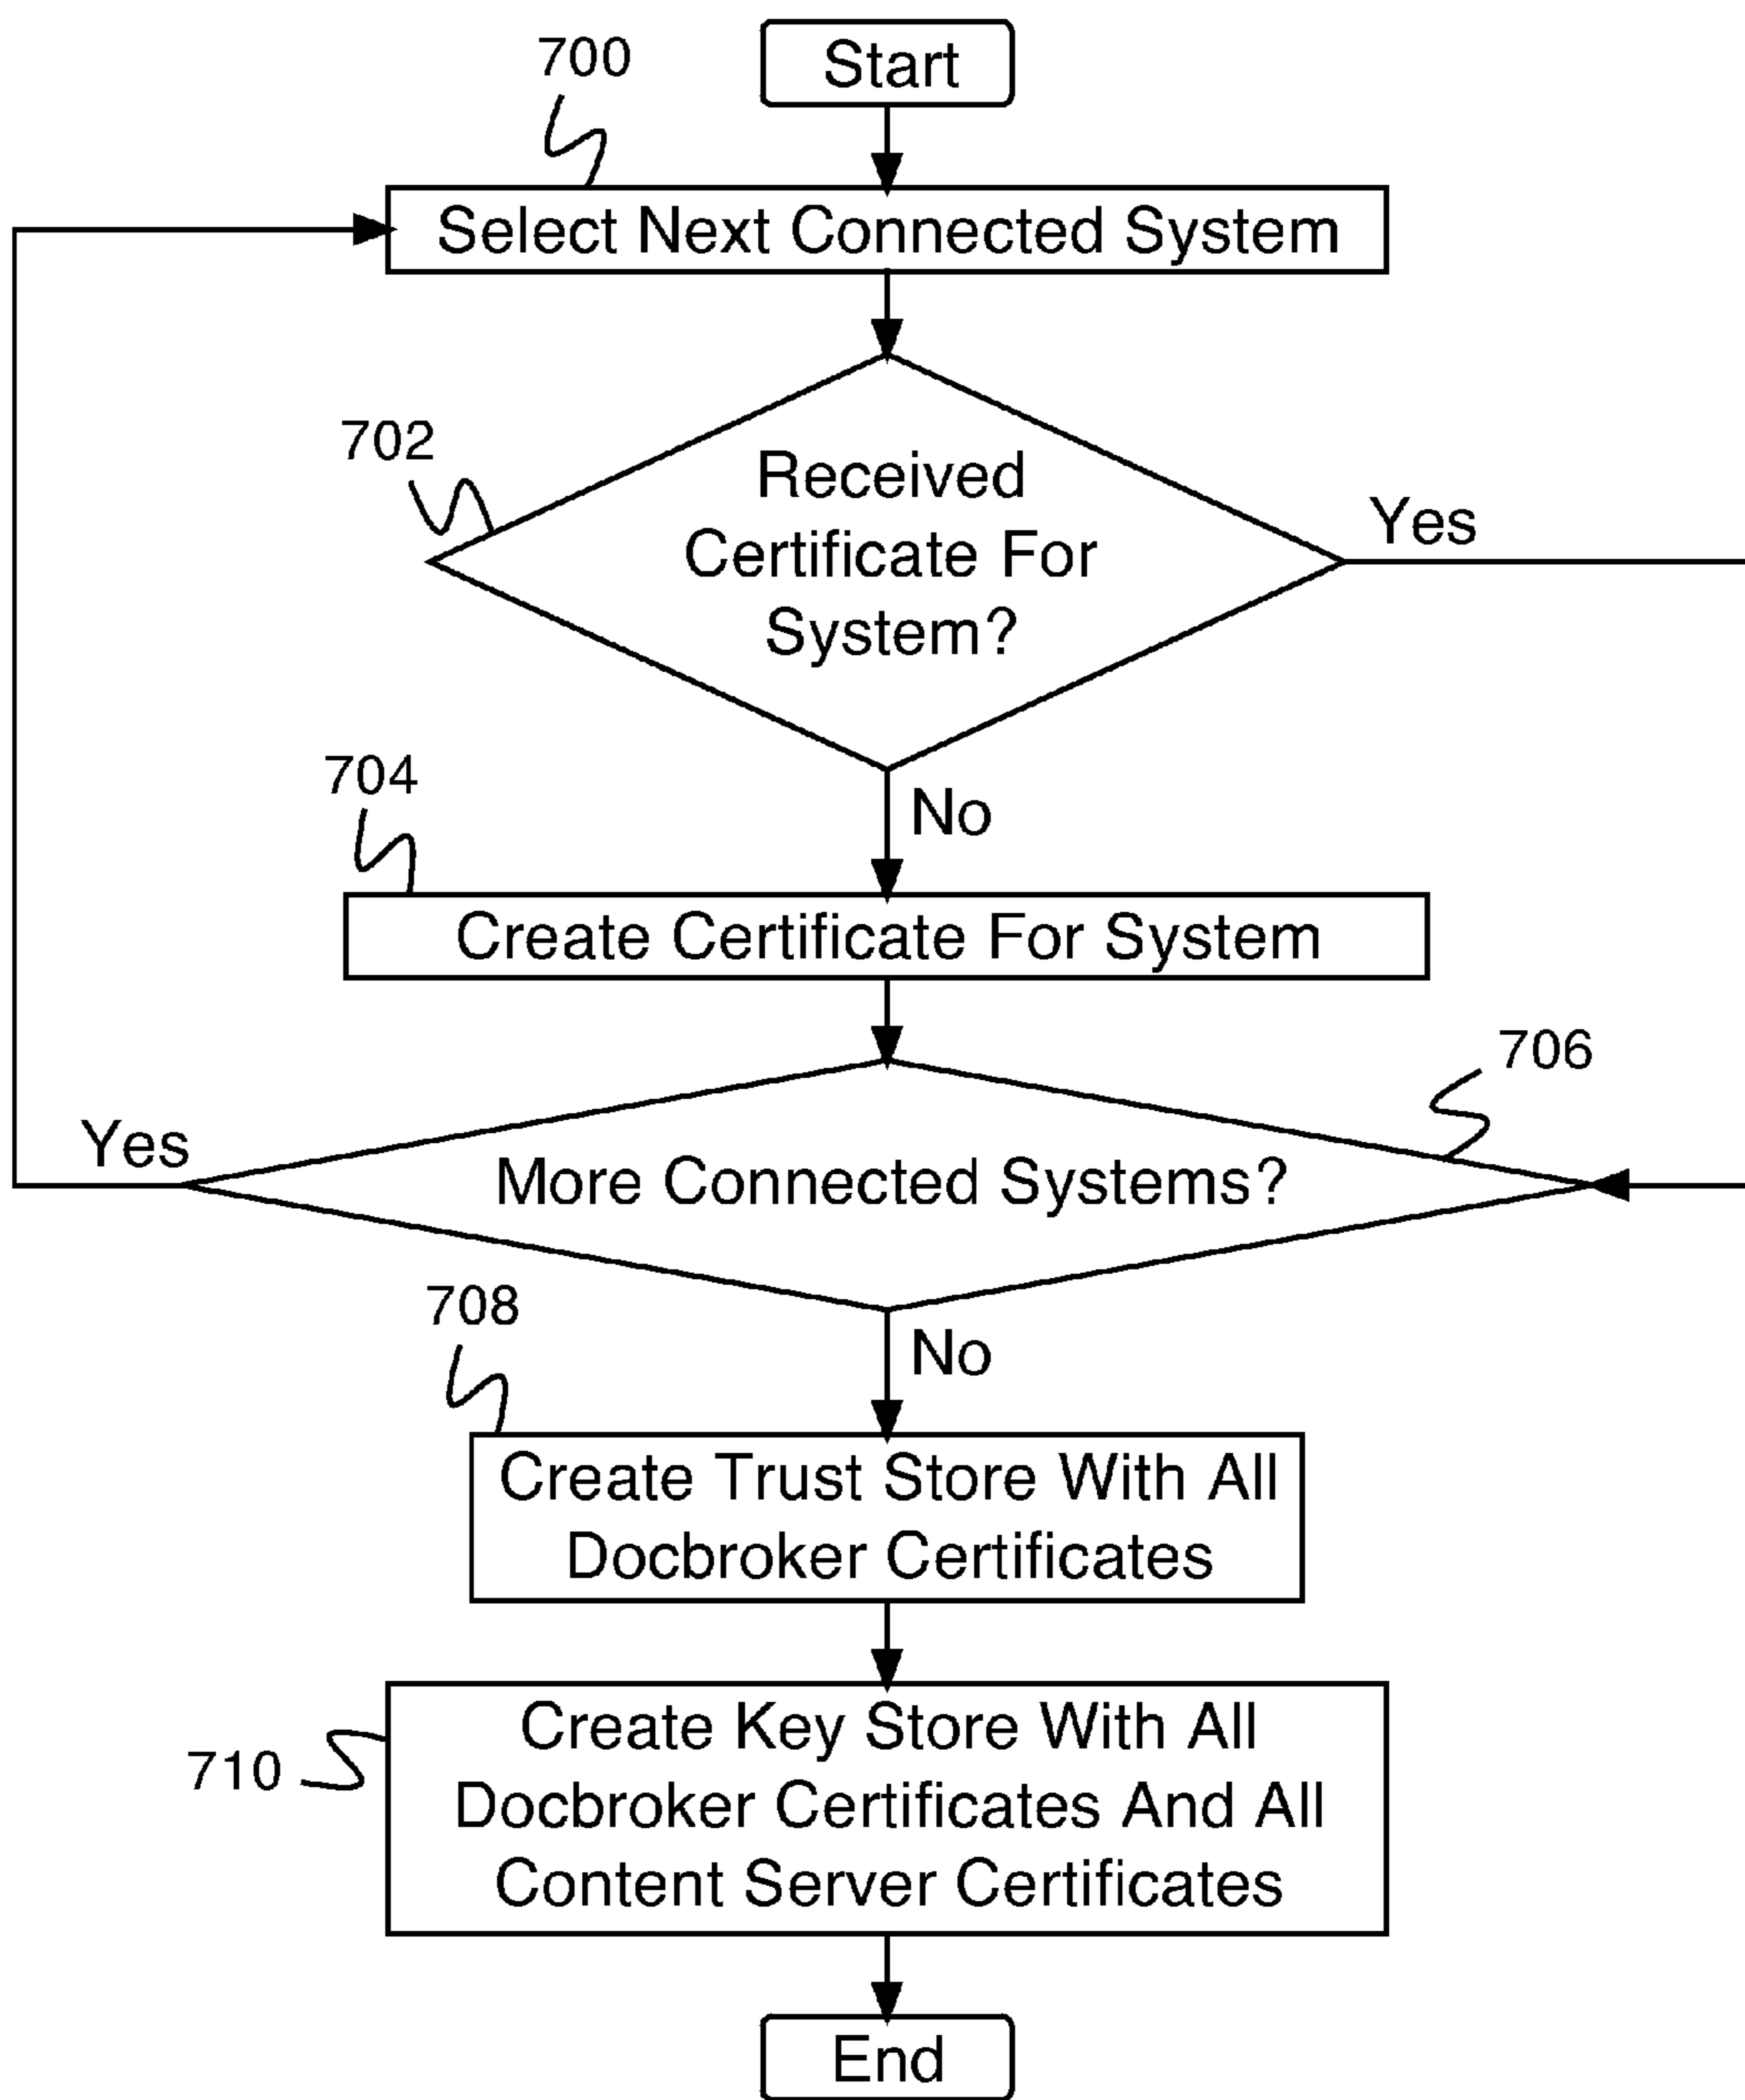 Start
700
Select Next Connected System
702
Received
Certificate For
System?
Yes
704
No
Create Certificate For System
706
Yes
More Connected Systems?
708
No
Create Trust Store With All
Docbroker Certificates
710
Create Key Store With All
Docbroker Certificates And All
Content Server Certificates
End